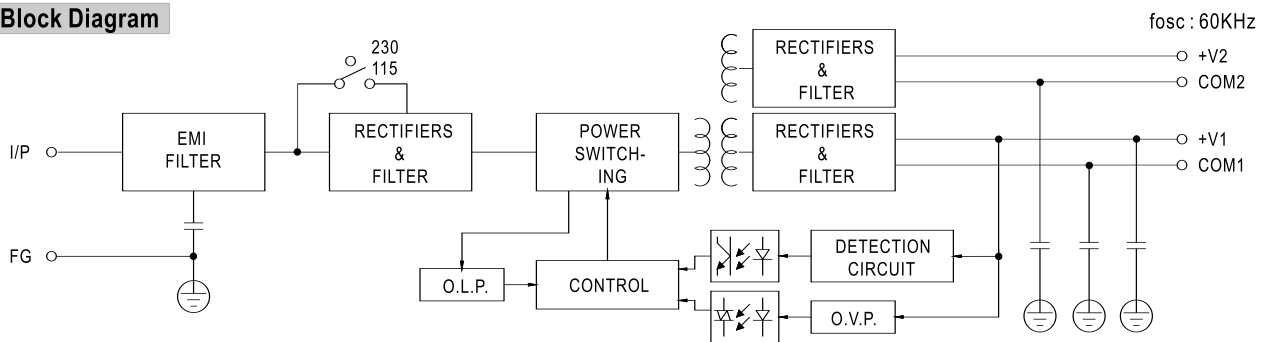 Block Diagram
fosc : 60KHz
230
115
RECTIFIERS
&
FILTER
+V2
COM2
I/P
EMI
FILTER
RECTIFIERS
&
FILTER
POWER
SWITCH-
ING
RECTIFIERS
&
FILTER
+V1
COM1
FG
O.L.P.
CONTROL
DETECTION
CIRCUIT
O.V.P.